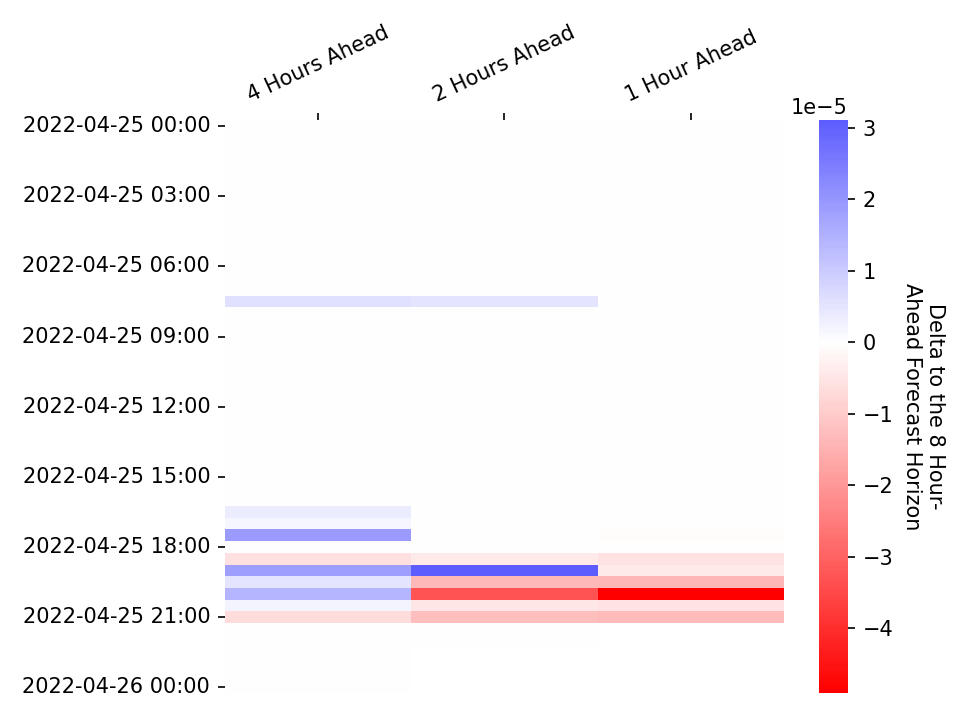 4 Hours Ahead
2 Hours Ahead
1 Hour Ahead
2022-04-25 00:00
2022-04-25 03:00
2022-04-25 06:00
2022-04-25 09:00
2022-04-25 12:00
2022-04-25 15:00
2022-04-25 18:00
2022-04-25 21:00
2022-04-26 00:00
1e−5
3
2
1
0
−1
−2
−3
−4
Delta to the 8 Hour-
Ahead Forecast Horizon